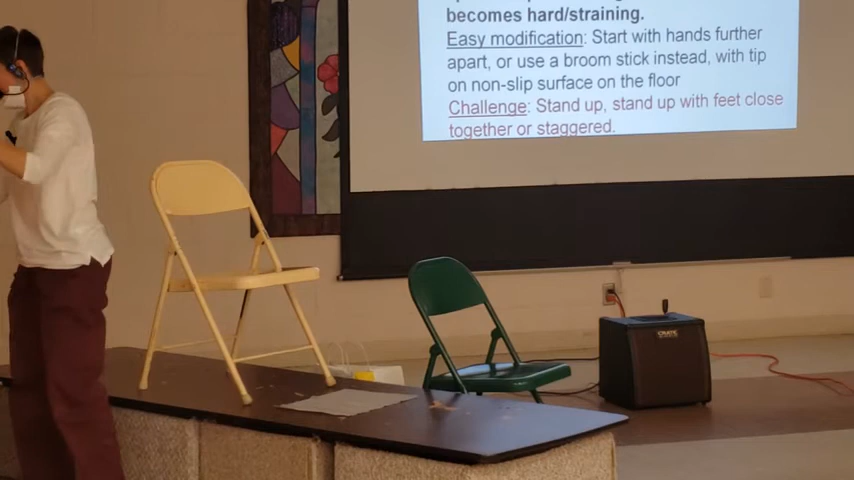 becomes hard/straining.
Easy modification: Start with hands further
apart, or use a broom stick instead, with tip
on non-slip surface on the floor
Challenge: Stand up, stand up with feet close
together or staggered.
CRATE